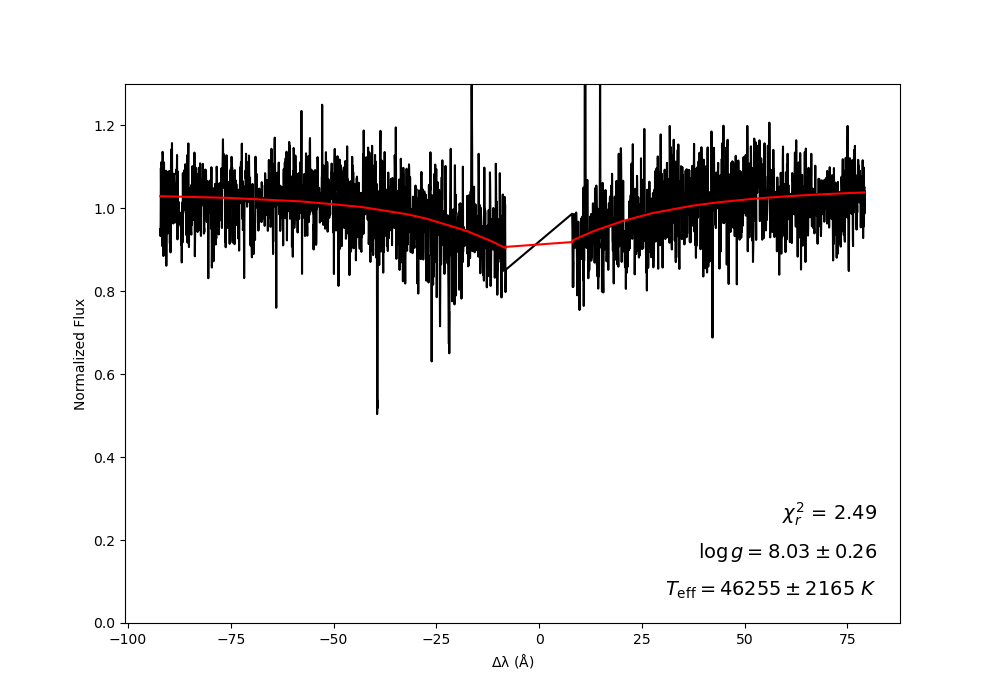 1.2
1.0
0.8
0.6
0.4
0.2
0.0
Normalized Flux
χ²ᵣ = 2.49
log g = 8.03 ± 0.26
T_eff = 46255 ± 2165 K
−100 −75 −50 −25 0 25 50 75
Δλ (Å)